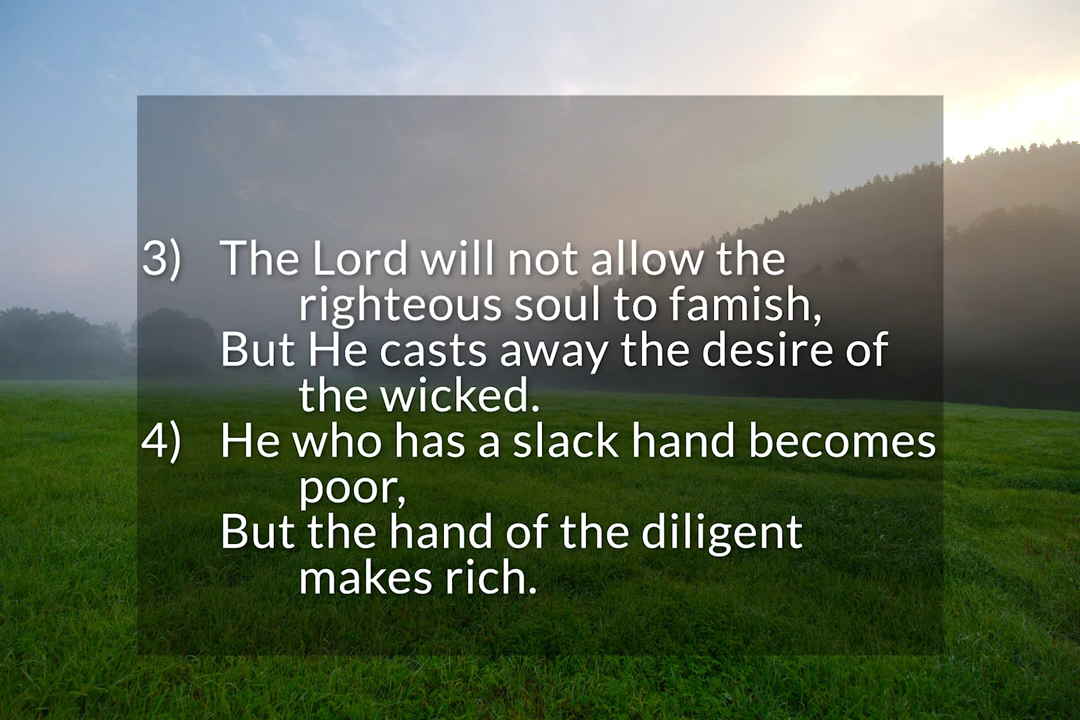 3) The Lord will not allow the
righteous soul to famish,
But He casts away the desire of
the wicked.
4) He who has a slack hand becomes
poor,
But the hand of the diligent
makes rich.